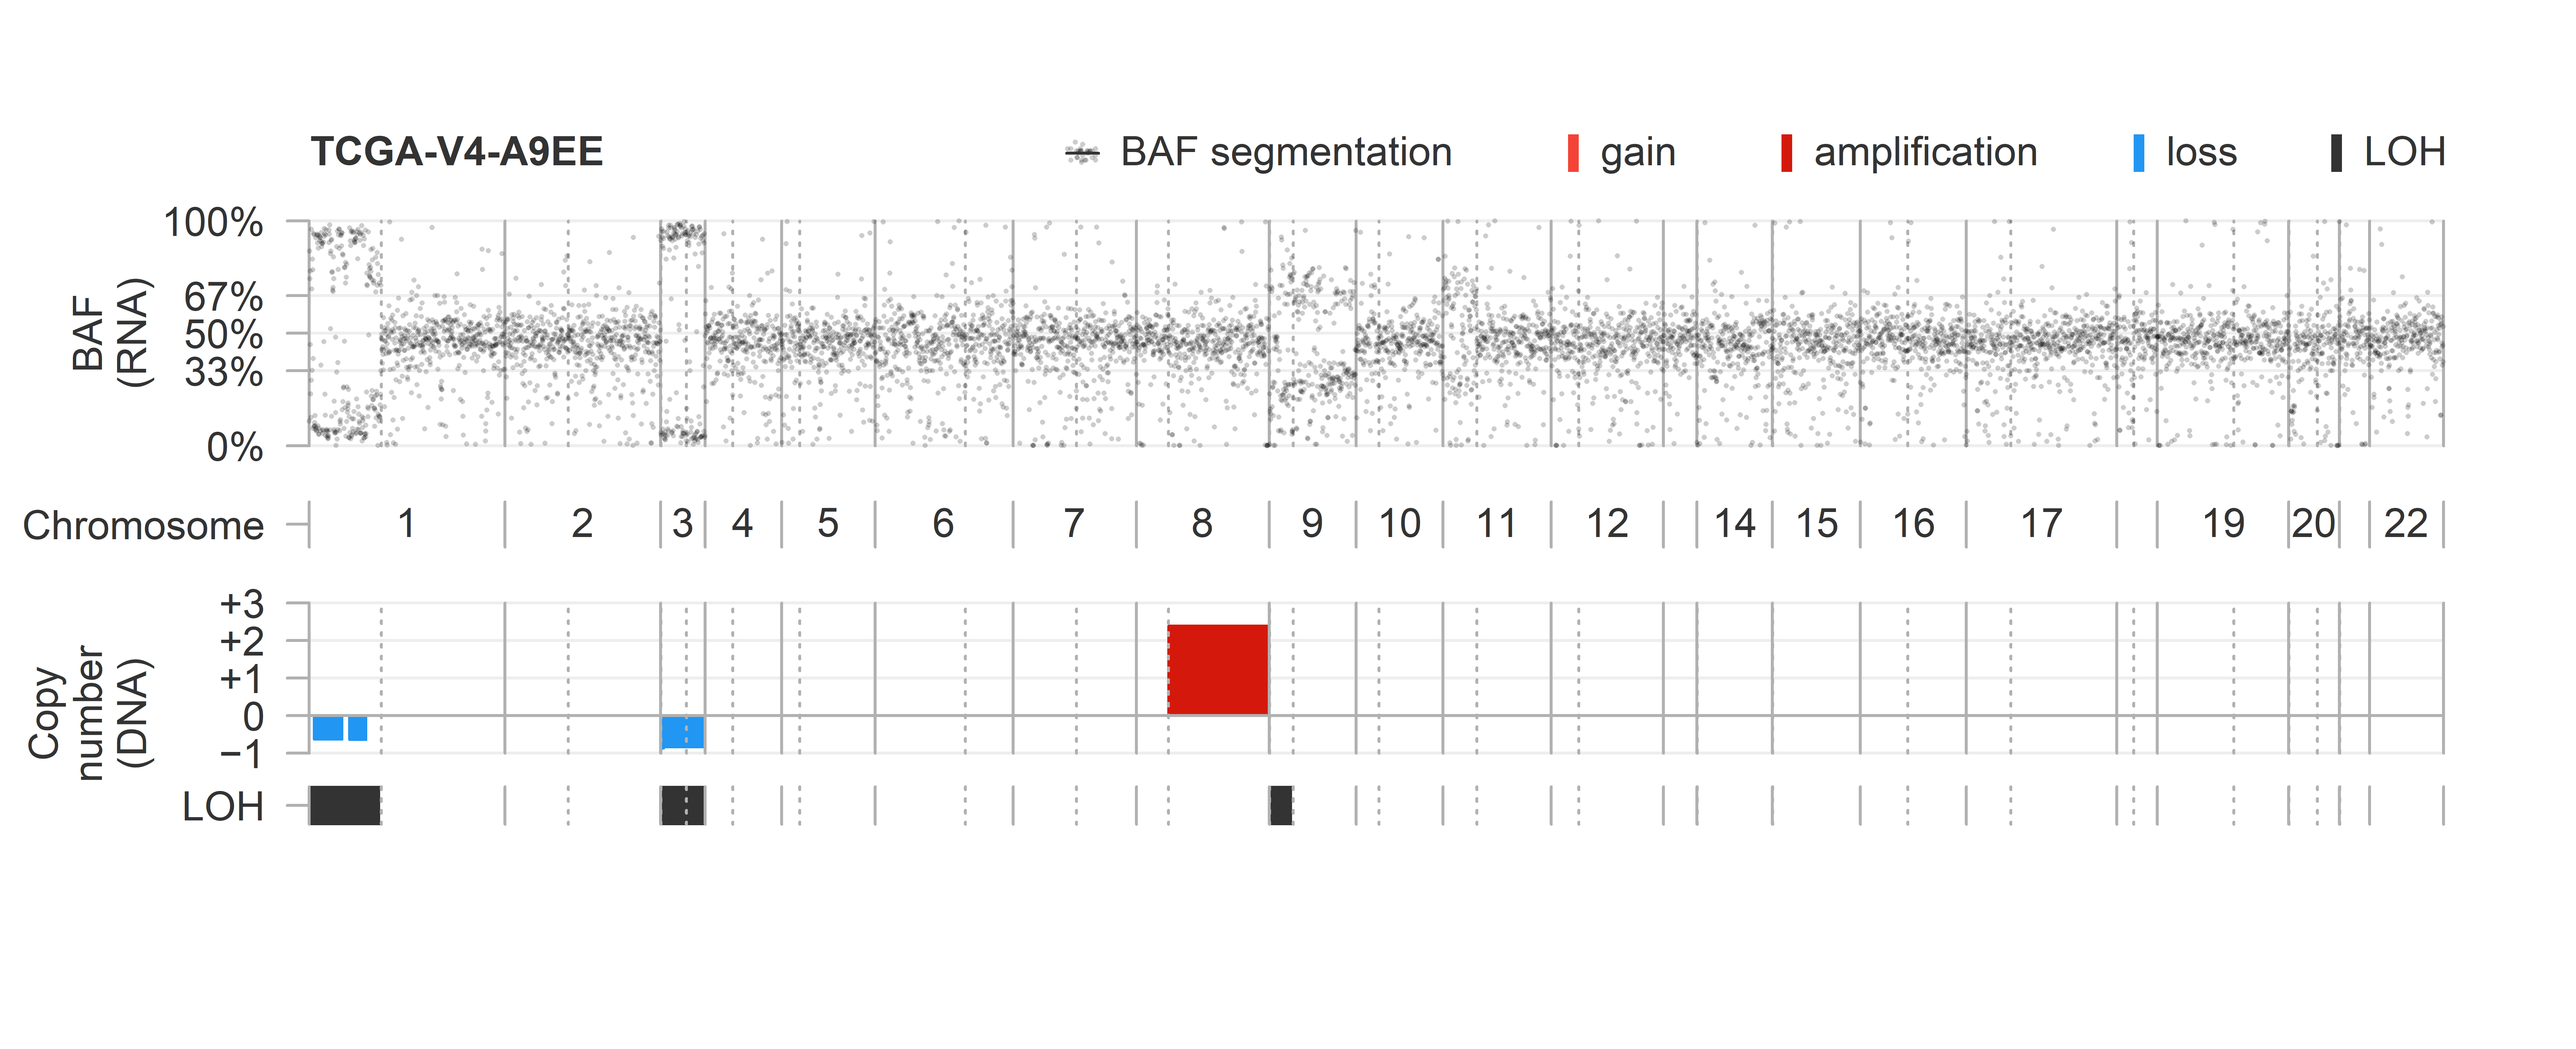 TCGA-V4-A9EE
BAF segmentation gain amplification loss LOH
BAF
(RNA)
100%
67%
50%
33%
0%
Chromosome 1 2 3 4 5 6 7 8 9 10 11 12 14 15 16 17 19 20 22
Copy
number
(DNA)
+3
+2
+1
0
−1
LOH